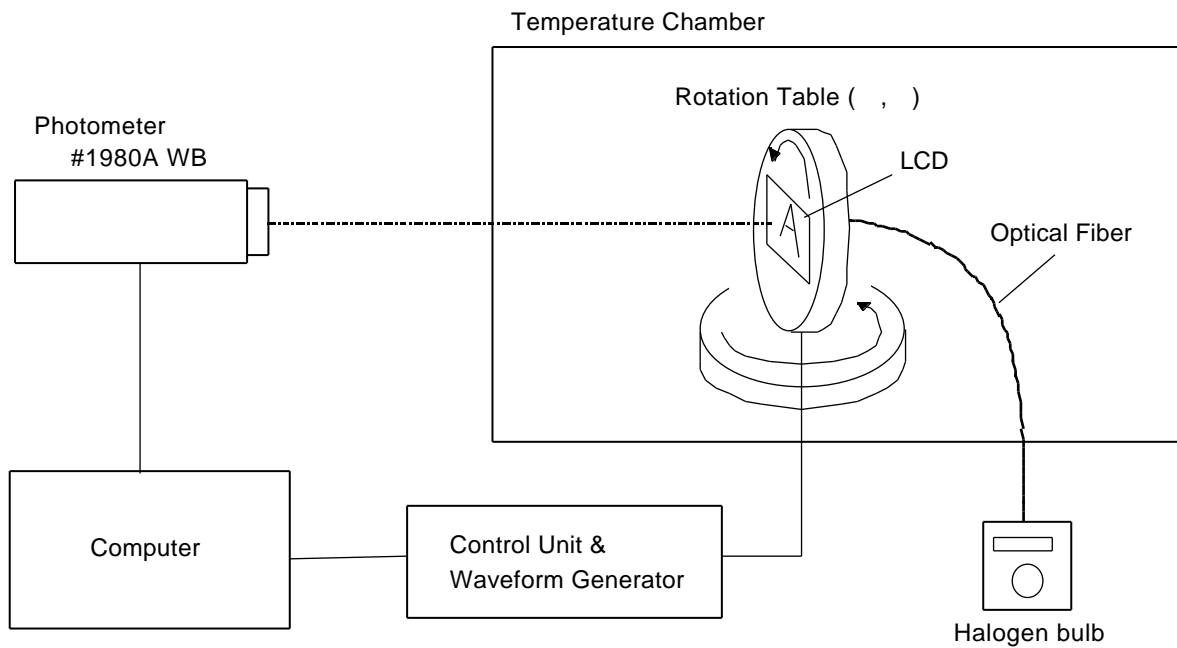 Temperature Chamber
Rotation Table ( , )
Photometer
#1980A WB
LCD
A
Optical Fiber
Computer
Control Unit &
Waveform Generator
Halogen bulb